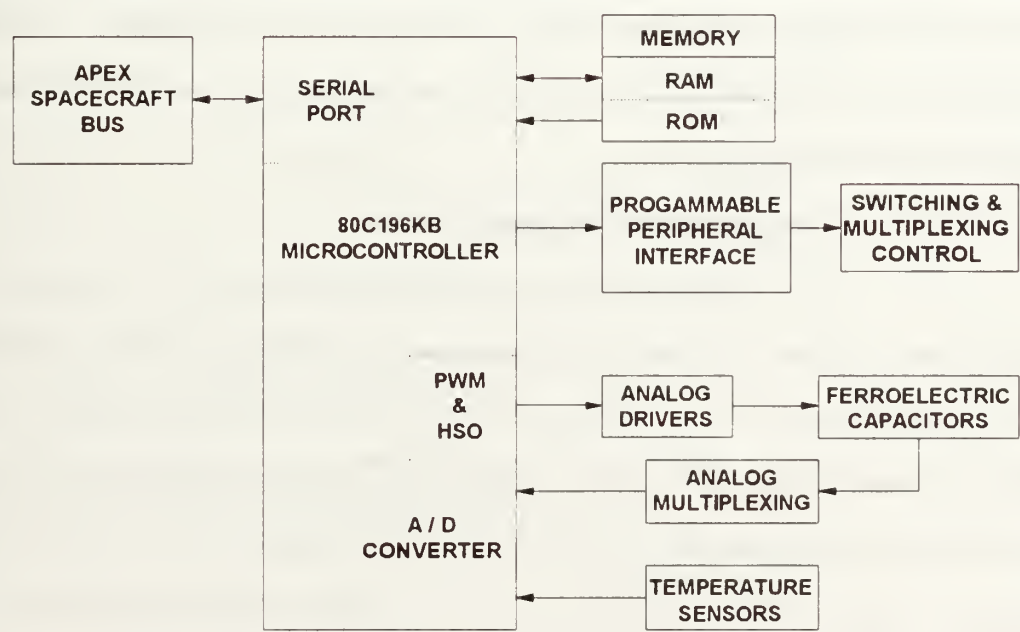 APEX
SPACECRAFT
BUS
SERIAL
PORT
80C196KB
MICROCONTROLLER
PWM
&
HSO
A / D
CONVERTER
MEMORY
RAM
ROM
PROGAMMABLE
PERIPHERAL
INTERFACE
SWITCHING &
MULTIPLEXING
CONTROL
ANALOG
DRIVERS
FERROELECTRIC
CAPACITORS
ANALOG
MULTIPLEXING
TEMPERATURE
SENSORS